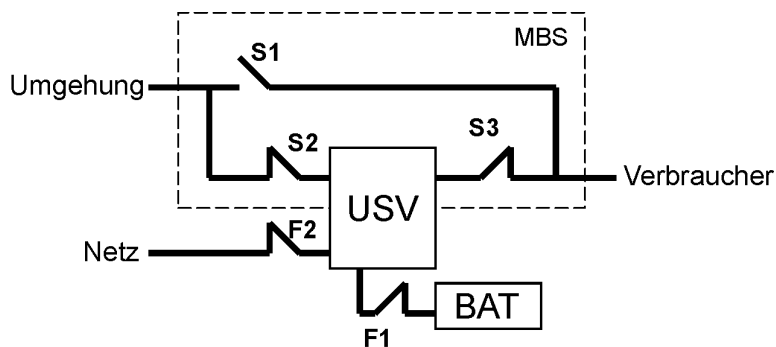 MBS
S1
Umgehung
S2
S3
Verbraucher
USV
F2
Netz
BAT
F1